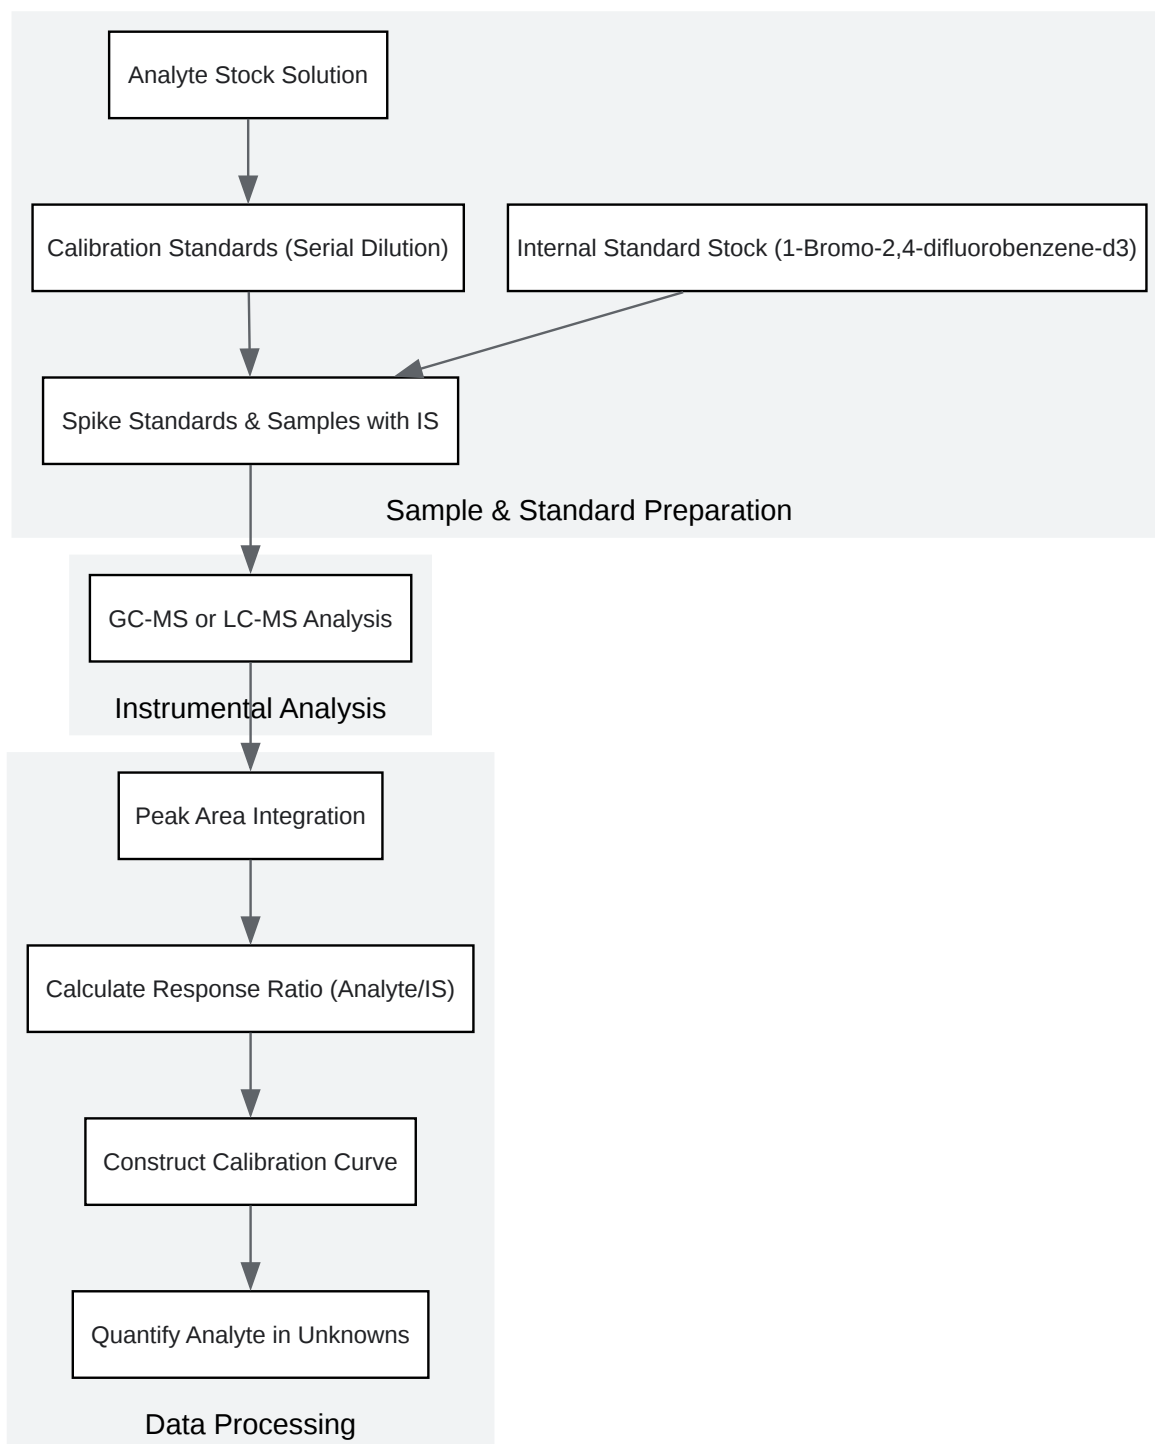 Analyte Stock Solution
Calibration Standards (Serial Dilution)
Internal Standard Stock (1-Bromo-2,4-difluorobenzene-d3)
Spike Standards & Samples with IS
Sample & Standard Preparation
GC-MS or LC-MS Analysis
Instrumental Analysis
Peak Area Integration
Calculate Response Ratio (Analyte/IS)
Construct Calibration Curve
Quantify Analyte in Unknowns
Data Processing